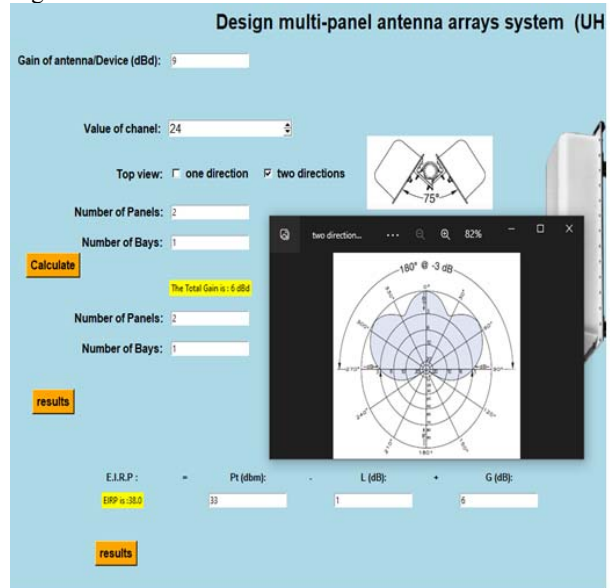 Design multi-panel antenna arrays system (UH
Gain of antenna/Device (dBd): 9
Value of chanel: 24
Top view: one direction two directions
75°
Number of Panels: 2
Number of Bays: 1
Calculate
The Total Gain is : 6 dBd
Number of Panels: 2
Number of Bays: 1
results
two direction... ... 82% – X
180° @ -3 dB
0°
180°
E.I.R.P : = Pt (dbm): - L (dB): + G (dB):
EIRP is :38.0 33 1 6
results